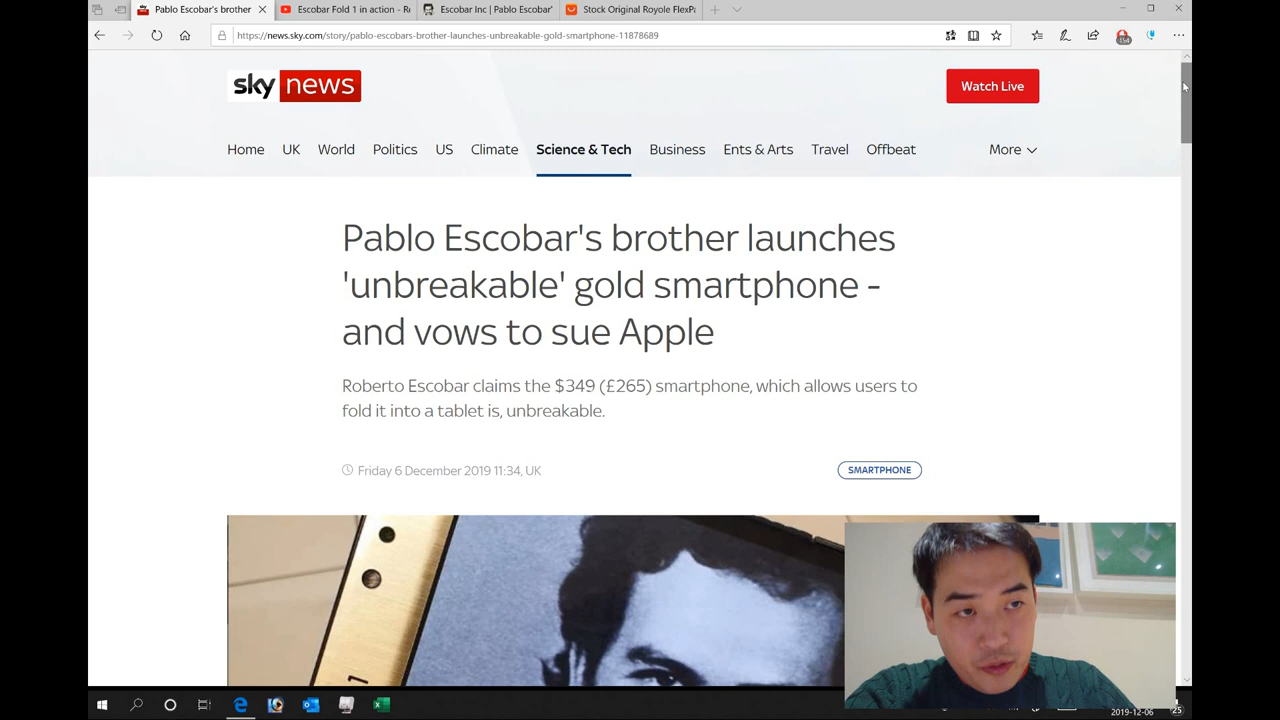 Pablo Escobar's brother
Escobar Fold 1 in action - R
Escobar Inc | Pablo Escobar'
Stock Original Royole FlexPa
https://news.sky.com/story/pablo-escobars-brother-launches-unbreakable-gold-smartphone-11878689
sky news
Watch Live
Home UK World Politics US Climate Science & Tech Business Ents & Arts Travel Offbeat More
Pablo Escobar's brother launches
'unbreakable' gold smartphone -
and vows to sue Apple
Roberto Escobar claims the $349 (£265) smartphone, which allows users to
fold it into a tablet is, unbreakable.
Friday 6 December 2019 11:34, UK
SMARTPHONE
2019-12-06
25